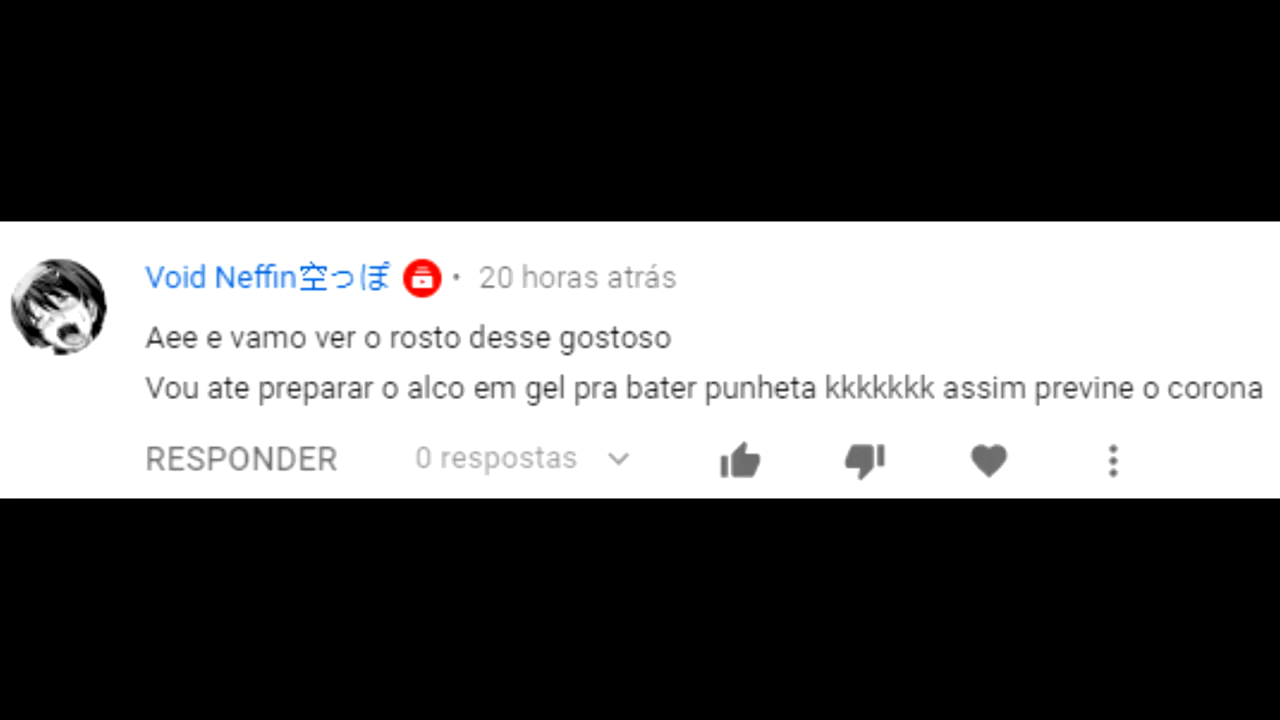 Void Neffin空っぽ · 20 horas atrás
Aee e vamo ver o rosto desse gostoso
Vou ate preparar o alco em gel pra bater punheta kkkkkkk assim previne o corona
RESPONDER 0 respostas